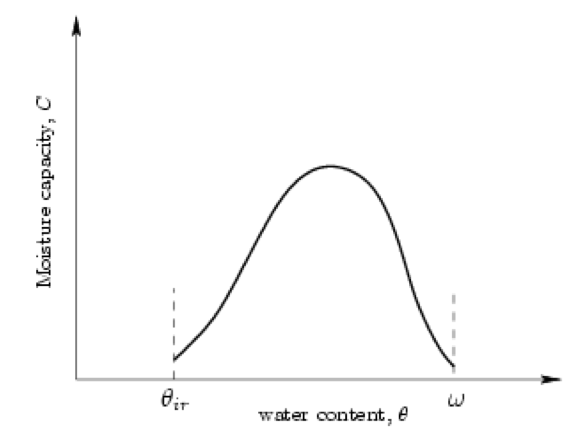 Moisture capacity, C
θir
ω
water content, θ